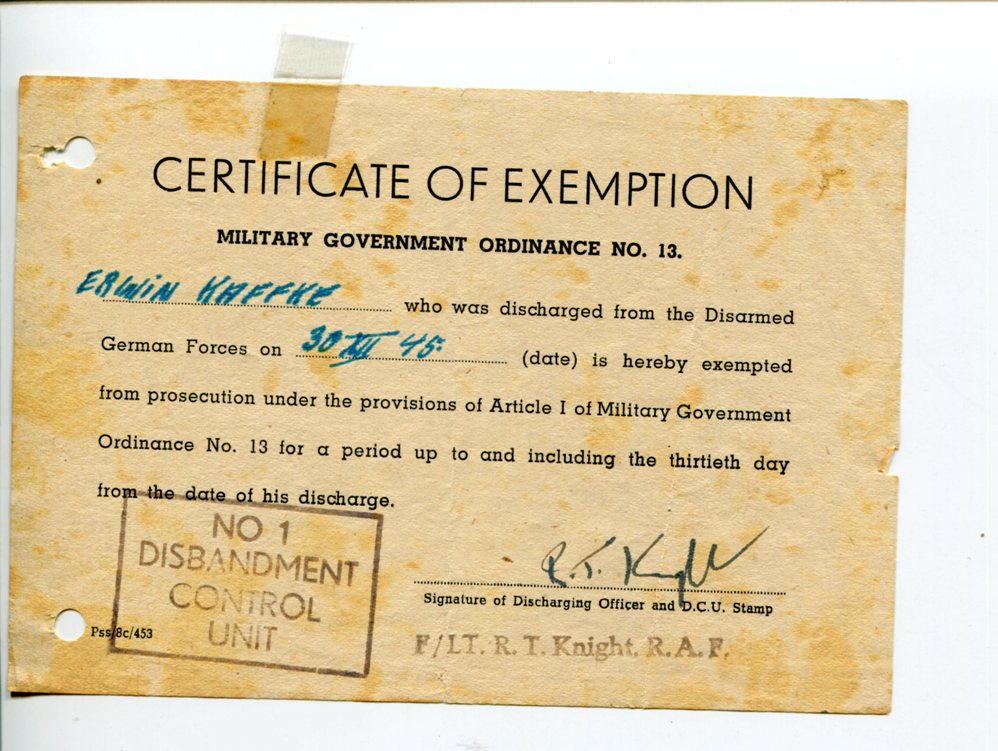 CERTIFICATE OF EXEMPTION
MILITARY GOVERNMENT ORDINANCE NO. 13.
ERWIN KAFFKE who was discharged from the Disarmed
German Forces on 30 XII 45. (date) is hereby exempted
from prosecution under the provisions of Article I of Military Government
Ordinance No. 13 for a period up to and including the thirtieth day
from the date of his discharge.
NO 1
DISBANDMENT
CONTROL
UNIT
R. T. Knight
Signature of Discharging Officer and D.C.U. Stamp
Pss/8c/453
F/LT. R. T. Knight. R.A.F.